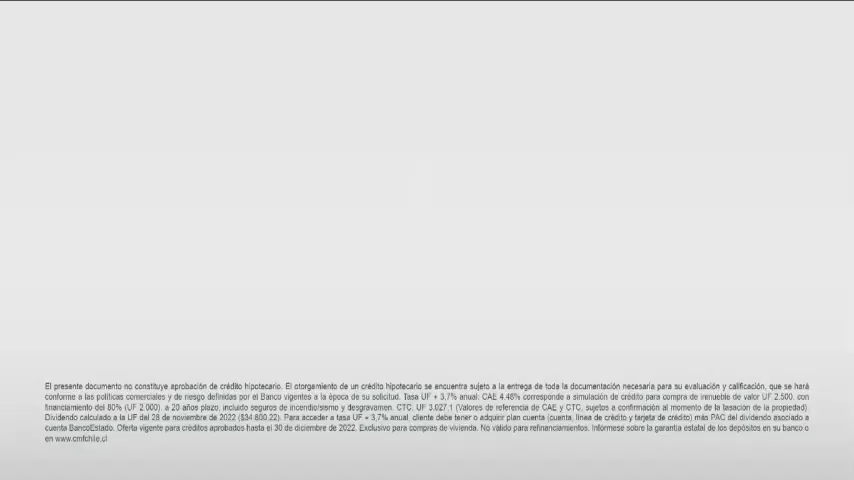 El presente documento no constituye aprobación de crédito hipotecario. El otorgamiento de un crédito hipotecario se encuentra sujeto a la entrega de toda la documentación necesaria para su evaluación y calificación, que se hará
conforme a las políticas comerciales y de riesgo definidas por el Banco vigentes a la época de su solicitud. Tasa UF + 3,7% anual. CAE 4.48% corresponde a simulación de crédito para compra de inmueble de valor UF 2.500, con
financiamiento del 80% (UF 2.000), a 20 años plazo, incluido seguros de incendio/sismo y desgravamen. CTC: UF 3.027,1 (Valores de referencia de CAE y CTC, sujetos a confirmación al momento de la tasación de la propiedad).
Dividendo calculado a la UF del 28 de noviembre de 2022 ($34.800,22). Para acceder a tasa UF + 3,7% anual, cliente debe tener o adquirir plan cuenta (cuenta, línea de crédito y tarjeta de crédito) más PAC del dividendo asociado a
cuenta BancoEstado. Oferta vigente para créditos aprobados hasta el 30 de diciembre de 2022. Exclusivo para compras de vivienda. No válido para refinanciamientos. Infórmese sobre la garantía estatal de los depósitos en su banco o
en www.cmfchile.cl